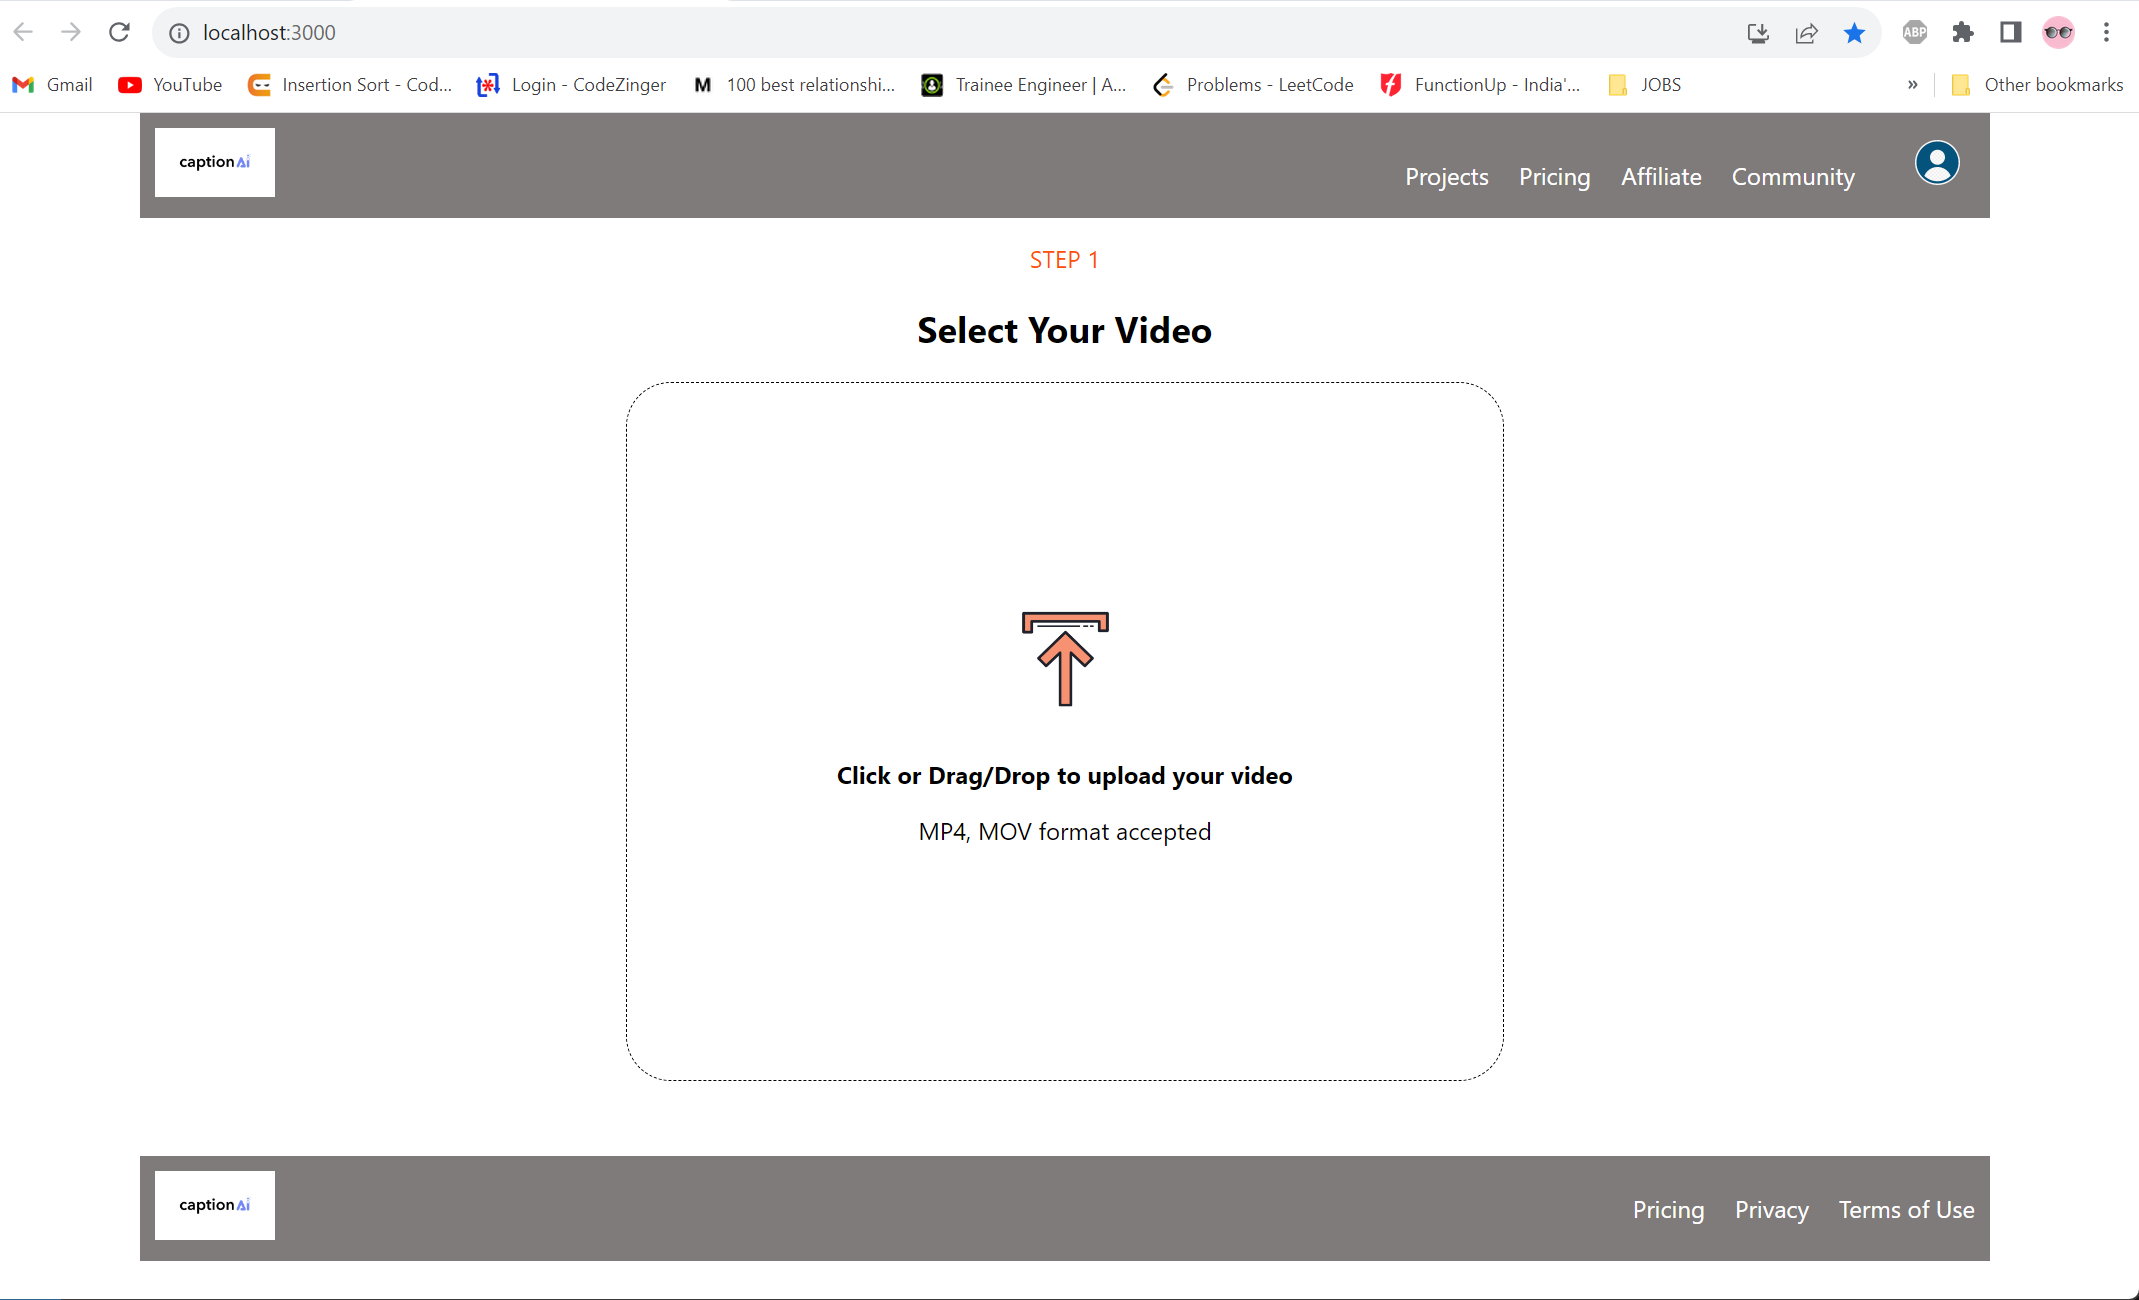 localhost:3000
ABP
Gmail YouTube Insertion Sort - Cod... Login - CodeZinger M 100 best relationshi... Trainee Engineer | A... Problems - LeetCode FunctionUp - India'... JOBS » Other bookmarks
captionAi
Projects Pricing Affiliate Community
STEP 1
Select Your Video
Click or Drag/Drop to upload your video
MP4, MOV format accepted
captionAi
Pricing Privacy Terms of Use